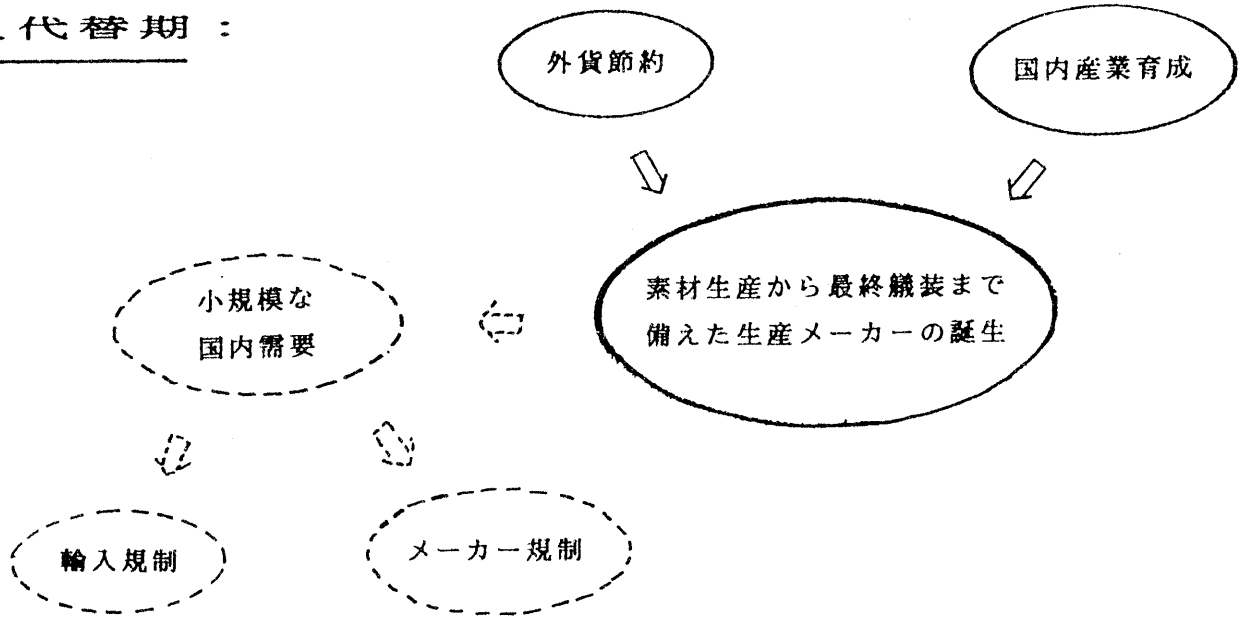 代替期：
外貨節約
国内産業育成
素材生産から最終艤装まで
備えた生産メーカーの誕生
小規模な
国内需要
輸入規制
メーカー規制